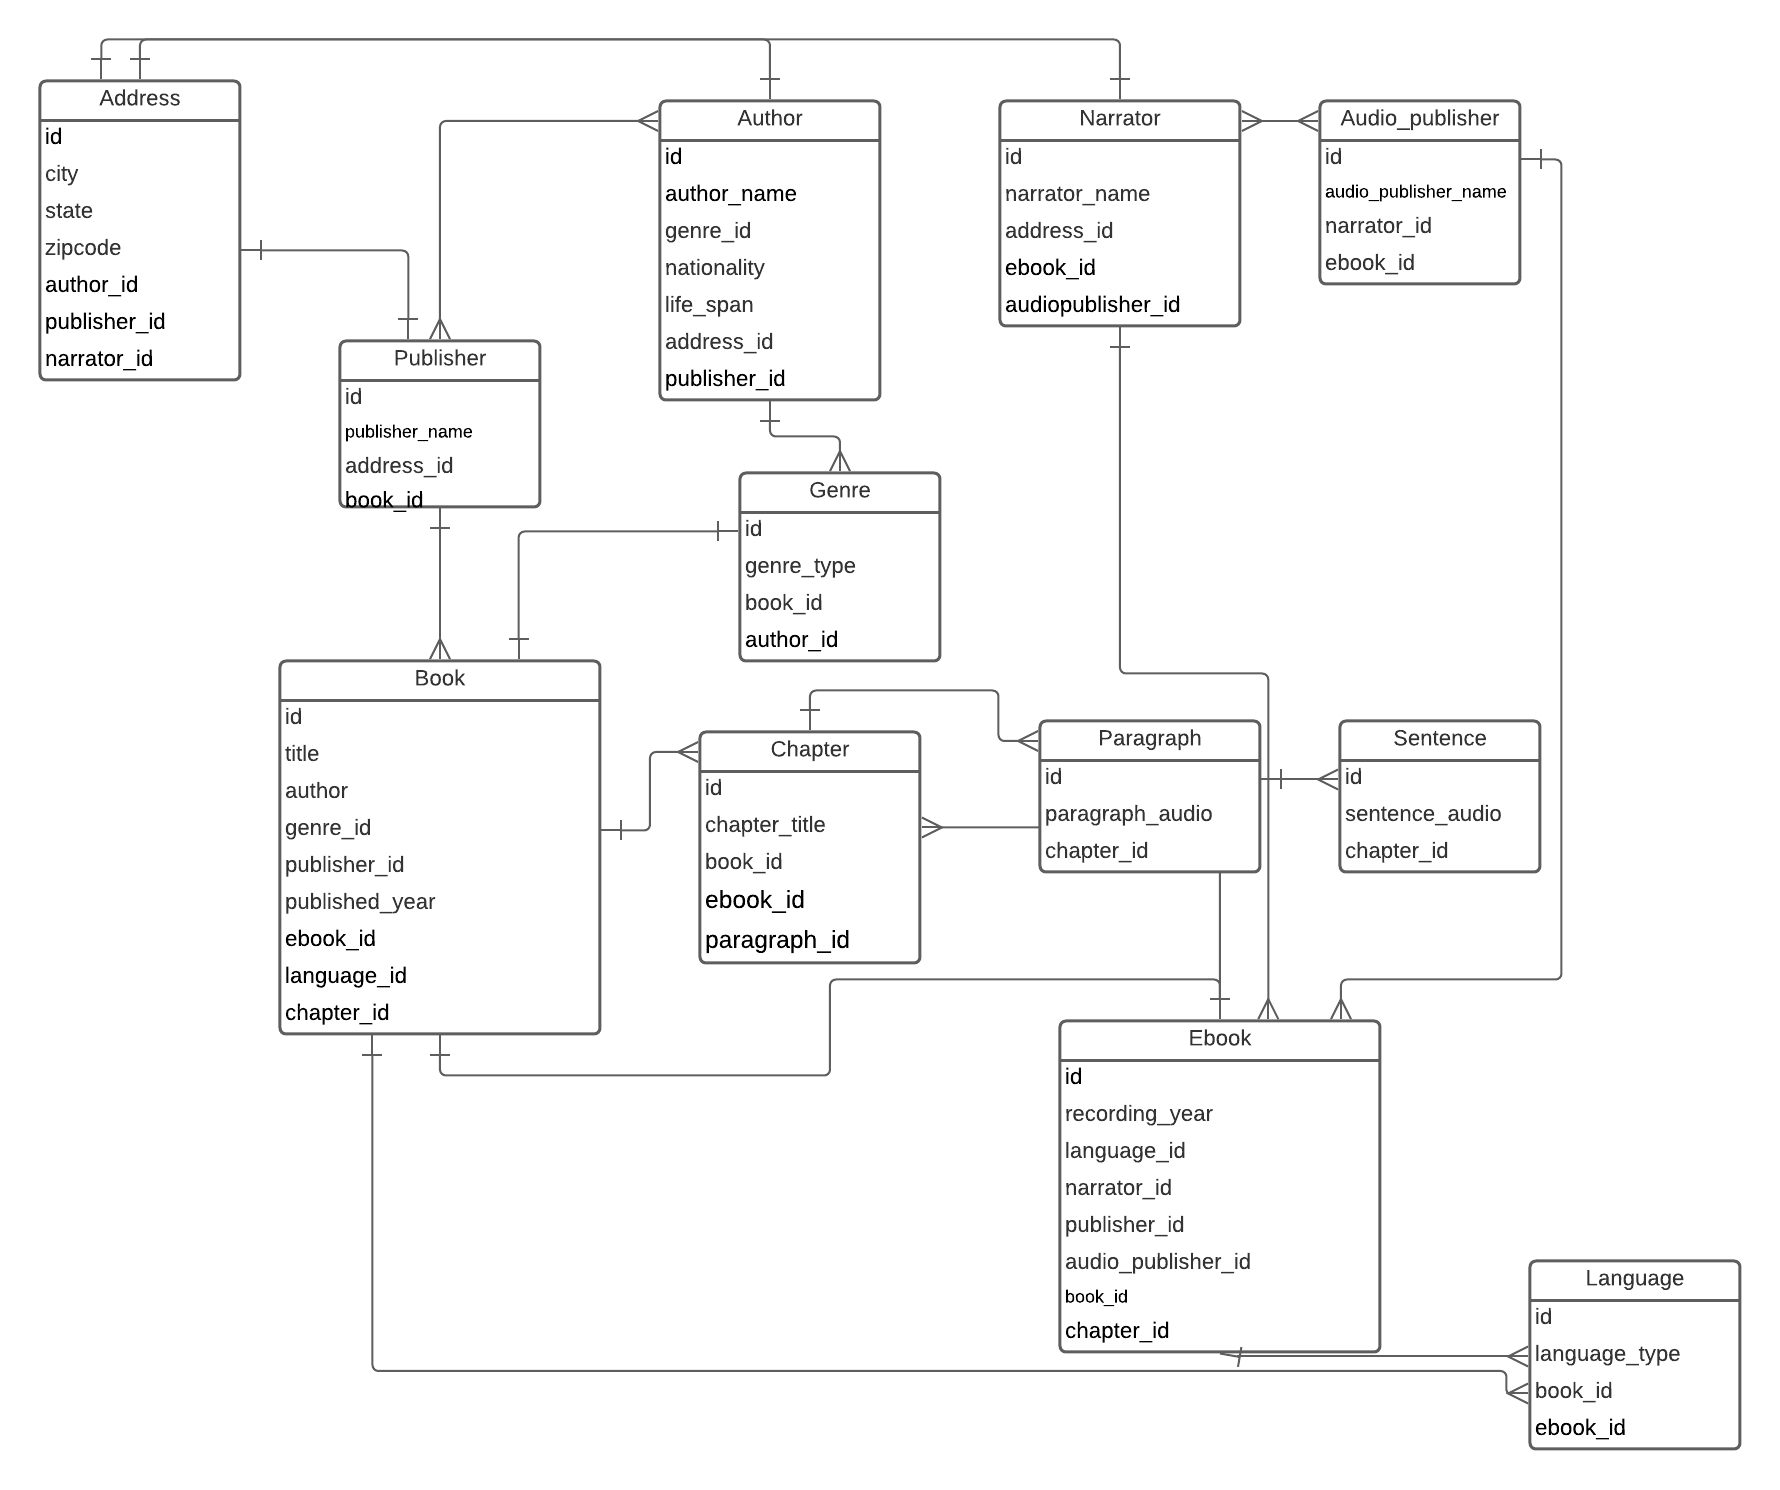 Address
id
city
state
zipcode
author_id
publisher_id
narrator_id
Author
id
author_name
genre_id
nationality
life_span
address_id
publisher_id
Narrator
id
narrator_name
address_id
ebook_id
audiopublisher_id
Audio_publisher
id
audio_publisher_name
narrator_id
ebook_id
Publisher
id
publisher_name
address_id
book_id
Genre
id
genre_type
book_id
author_id
Book
id
title
author
genre_id
publisher_id
published_year
ebook_id
language_id
chapter_id
Chapter
id
chapter_title
book_id
ebook_id
paragraph_id
Paragraph
id
paragraph_audio
chapter_id
Sentence
id
sentence_audio
chapter_id
Ebook
id
recording_year
language_id
narrator_id
publisher_id
audio_publisher_id
book_id
chapter_id
Language
id
language_type
book_id
ebook_id